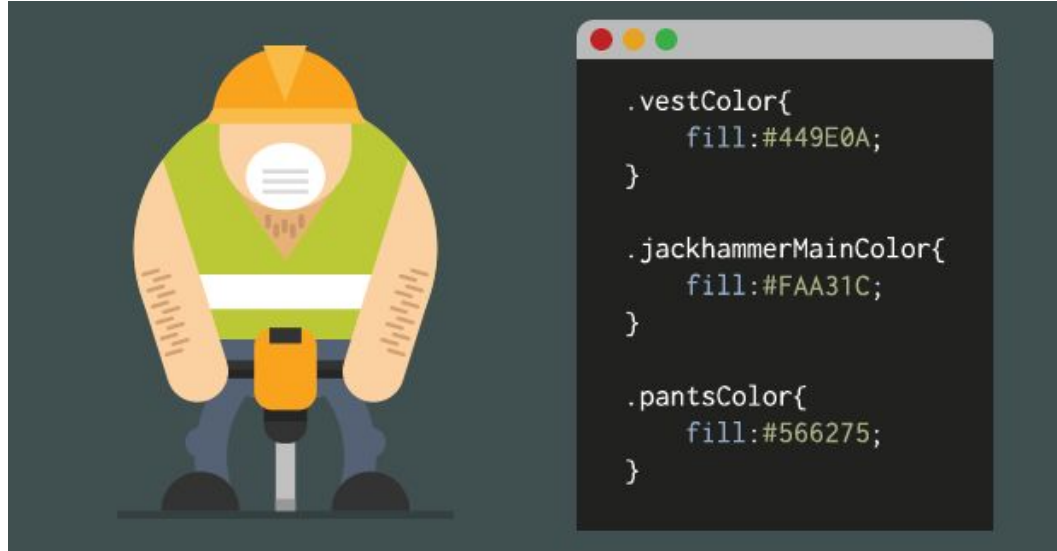 .vestColor{
fill:#449E0A;
}
.jackhammerMainColor{
fill:#FAA31C;
}
.pantsColor{
fill:#566275;
}